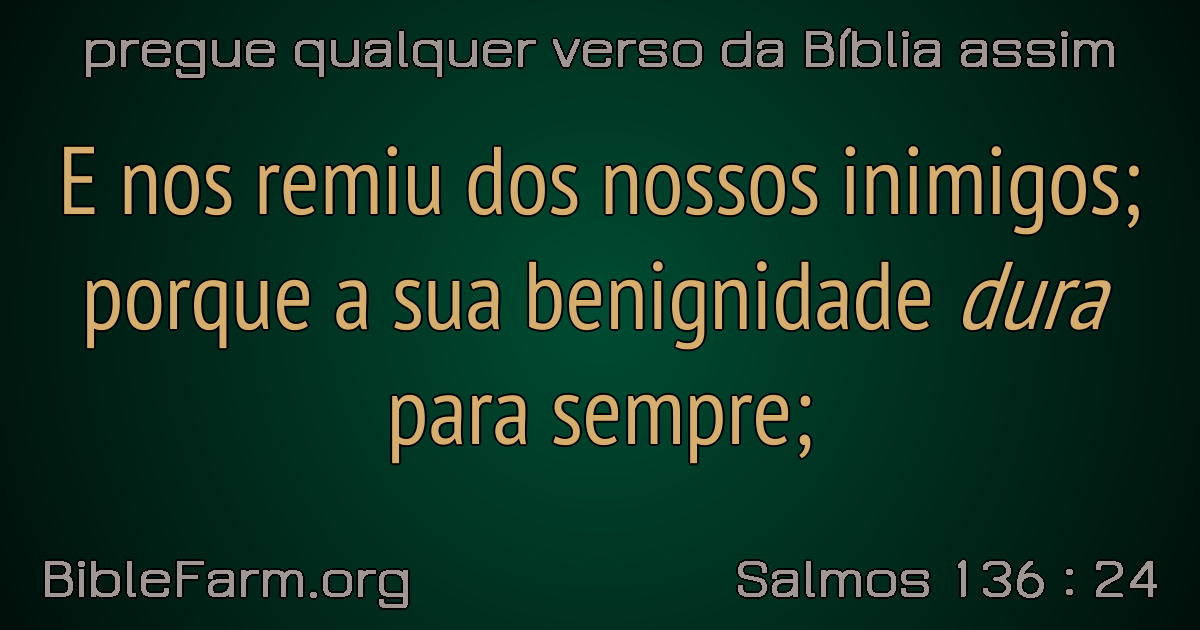 pregue qualquer verso da Bíblia assim
E nos remiu dos nossos inimigos;
porque a sua benignidade dura
para sempre;
BibleFarm.org
Salmos 136 : 24